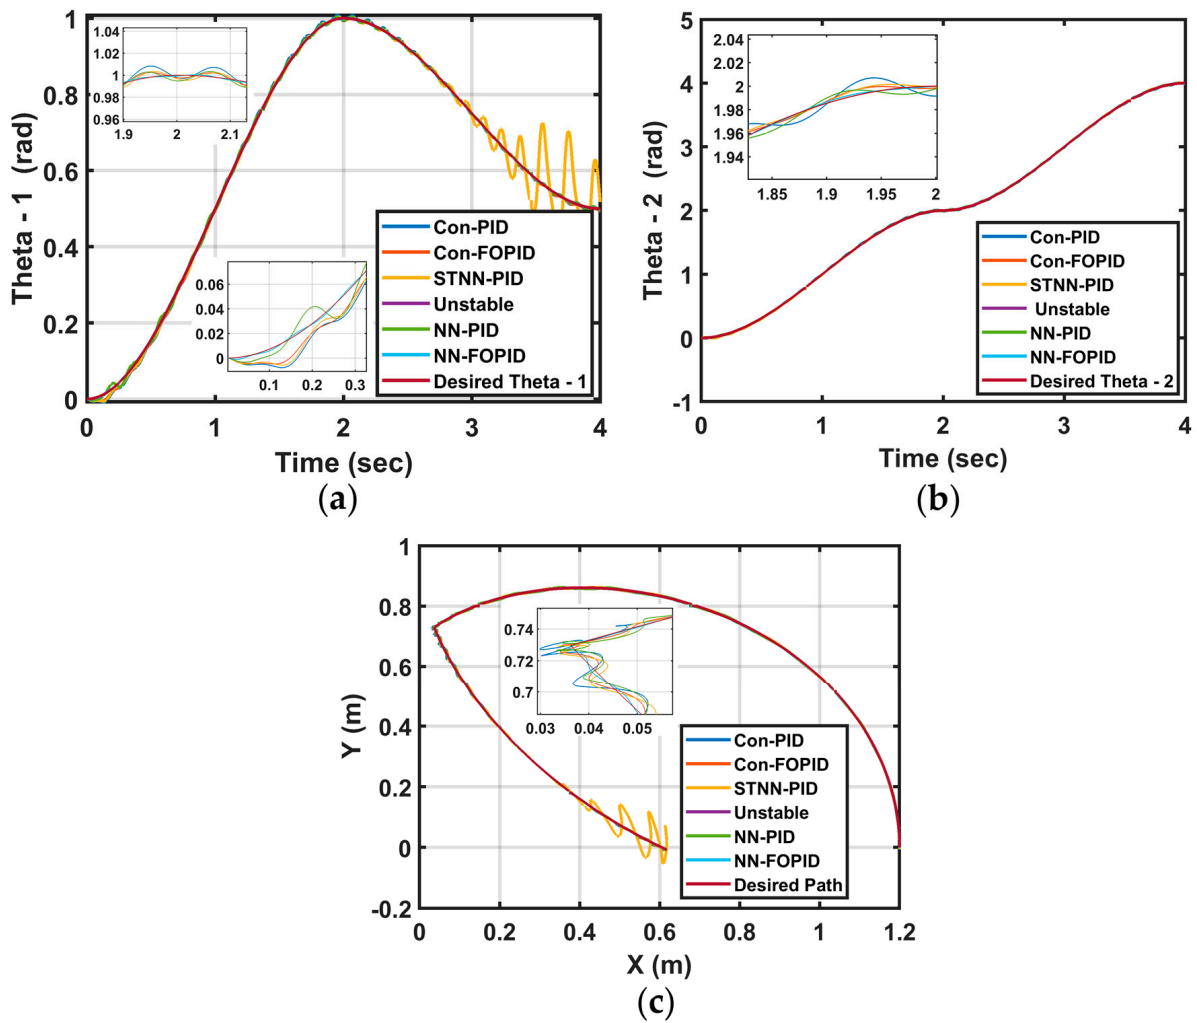 1
0.8
0.6
0.4
0.2
0
0 1 2 3 4
Theta - 1 (rad)
Time (sec)
1.04
1.02
1
0.98
0.96
1.9 2 2.1
0.06
0.04
0.02
0
0.1 0.2 0.3
Con-PID
Con-FOPID
STNN-PID
Unstable
NN-PID
NN-FOPID
Desired Theta - 1
(a)
5
4
3
2
1
0
-1
0 1 2 3 4
Theta - 2 (rad)
Time (sec)
2.04
2.02
2
1.98
1.96
1.94
1.85 1.9 1.95 2
Con-PID
Con-FOPID
STNN-PID
Unstable
NN-PID
NN-FOPID
Desired Theta - 2
(b)
1
0.8
0.6
0.4
0.2
0
-0.2
0 0.2 0.4 0.6 0.8 1 1.2
Y (m)
X (m)
0.74
0.72
0.7
0.03 0.04 0.05
Con-PID
Con-FOPID
STNN-PID
Unstable
NN-PID
NN-FOPID
Desired Path
(c)